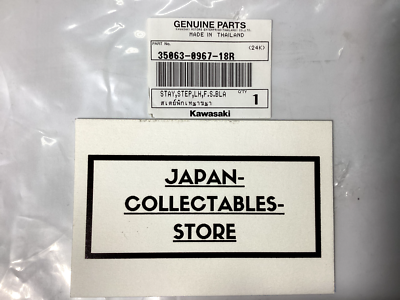 GENUINE PARTS
MADE IN THAILAND
PART No.
(24K)
35063-0967-18R
STAY,STEP,LH,F.S.BLA
Q'TY
1
Kawasaki
JAPAN-
COLLECTABLES-
STORE